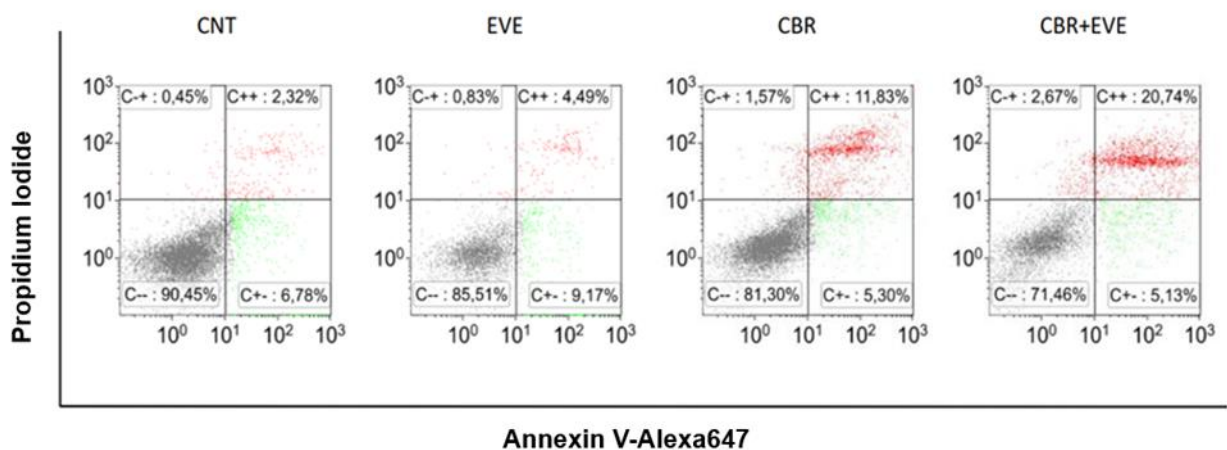 CNT
EVE
CBR
CBR+EVE
Propidium Iodide
10³
10²
10¹
10⁰
C-+ : 0,45%
C++ : 2,32%
C-- : 90,45%
C+- : 6,78%
10⁰ 10¹ 10² 10³
10³
10²
10¹
10⁰
C-+ : 0,83%
C++ : 4,49%
C-- : 85,51%
C+- : 9,17%
10⁰ 10¹ 10² 10³
10³
10²
10¹
10⁰
C-+ : 1,57%
C++ : 11,83%
C-- : 81,30%
C+- : 5,30%
10⁰ 10¹ 10² 10³
10³
10²
10¹
10⁰
C-+ : 2,67%
C++ : 20,74%
C-- : 71,46%
C+- : 5,13%
10⁰ 10¹ 10² 10³
Annexin V-Alexa647